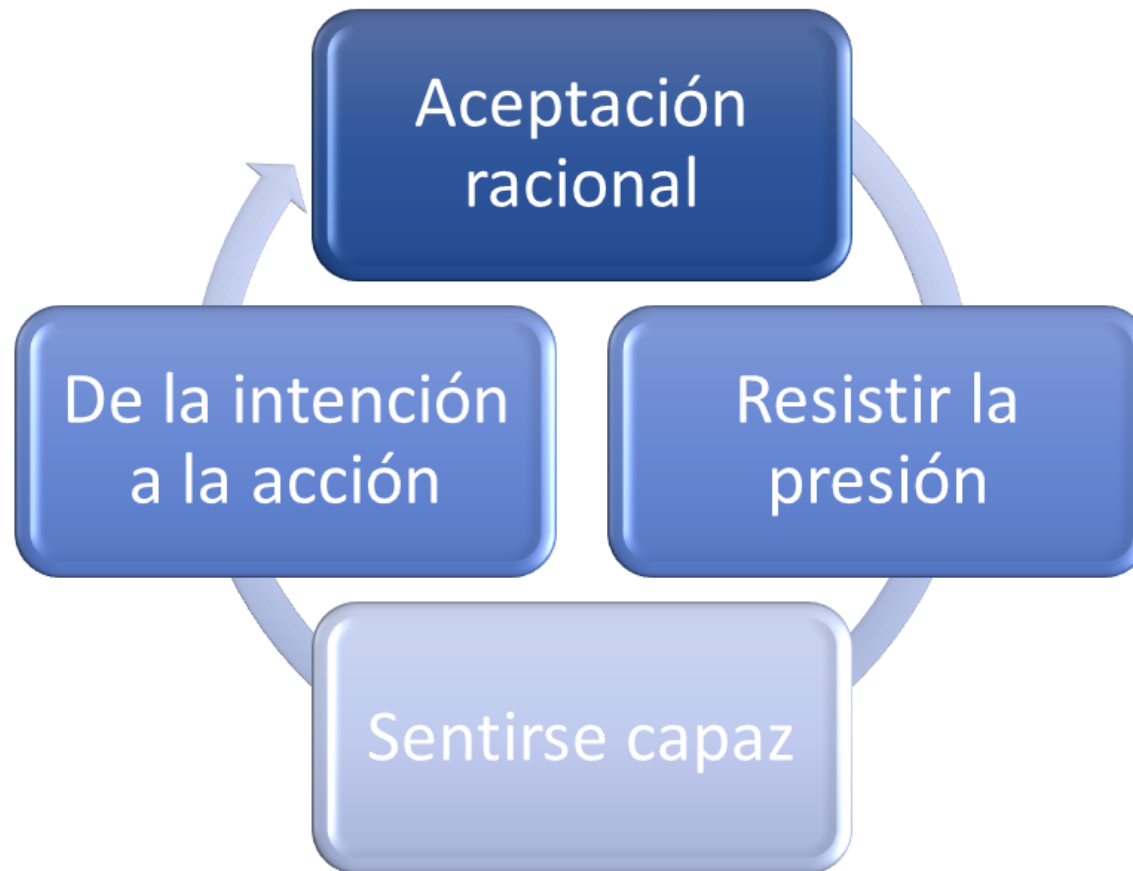 Aceptación
racional
Resistir la
presión
Sentirse capaz
De la intención
a la acción